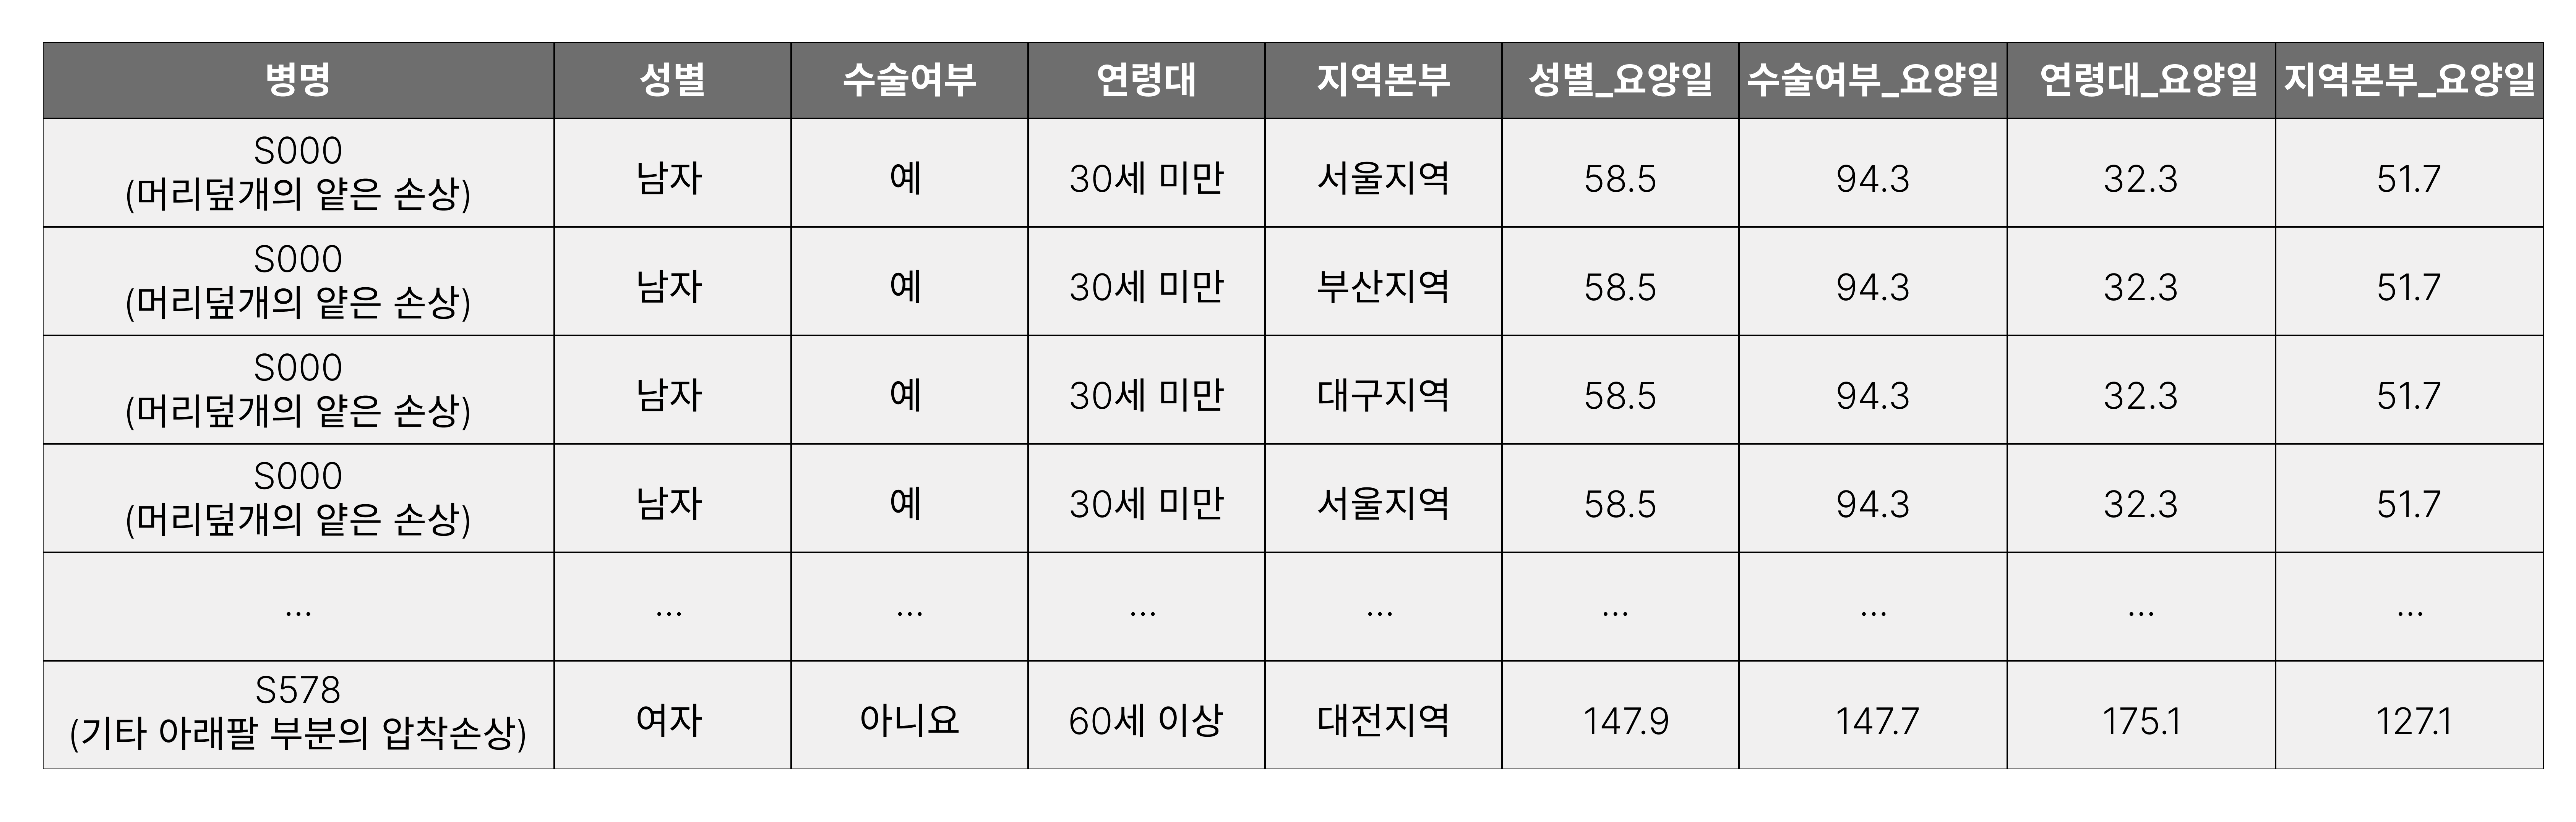 병명 성별 수술여부 연령대 지역본부 성별_요양일 수술여부_요양일 연령대_요양일 지역본부_요양일
S000
(머리덮개의 얕은 손상) 남자 예 30세 미만 서울지역 58.5 94.3 32.3 51.7
S000
(머리덮개의 얕은 손상) 남자 예 30세 미만 부산지역 58.5 94.3 32.3 51.7
S000
(머리덮개의 얕은 손상) 남자 예 30세 미만 대구지역 58.5 94.3 32.3 51.7
S000
(머리덮개의 얕은 손상) 남자 예 30세 미만 서울지역 58.5 94.3 32.3 51.7
... ... ... ... ... ... ... ... ...
S578
(기타 아래팔 부분의 압착손상) 여자 아니요 60세 이상 대전지역 147.9 147.7 175.1 127.1